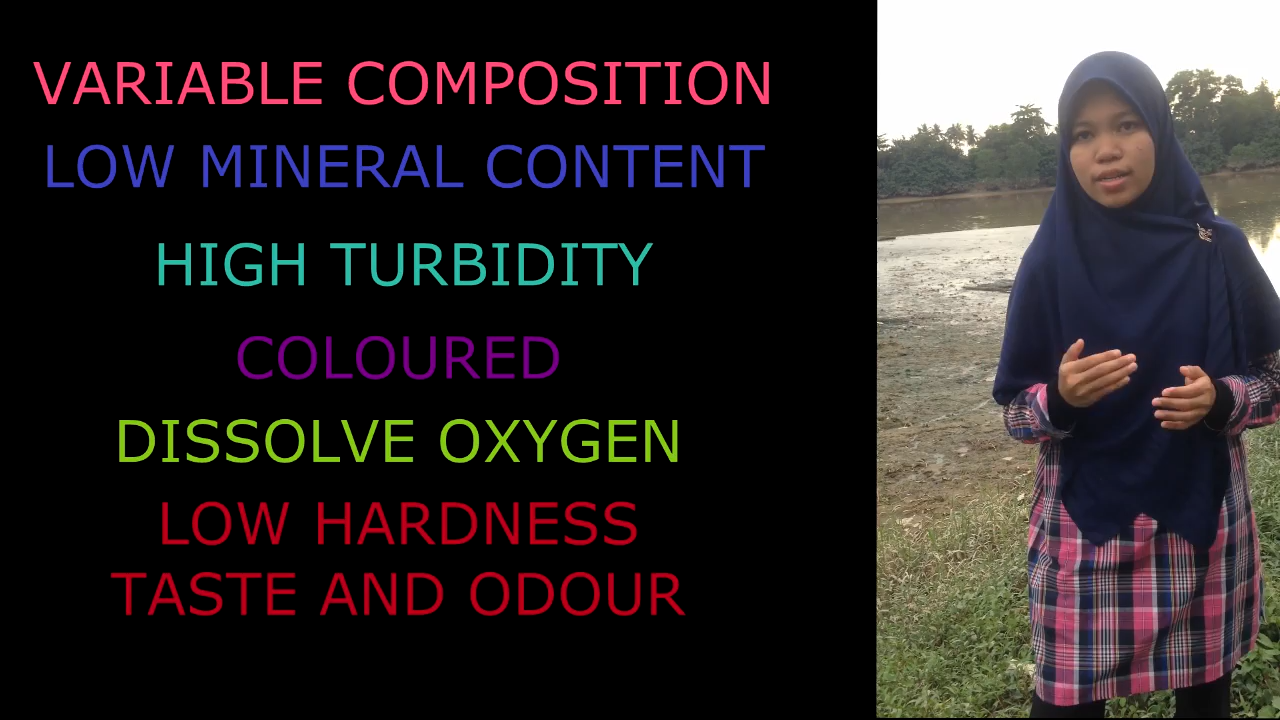 VARIABLE COMPOSITION
LOW MINERAL CONTENT
HIGH TURBIDITY
COLOURED
DISSOLVE OXYGEN
LOW HARDNESS
TASTE AND ODOUR